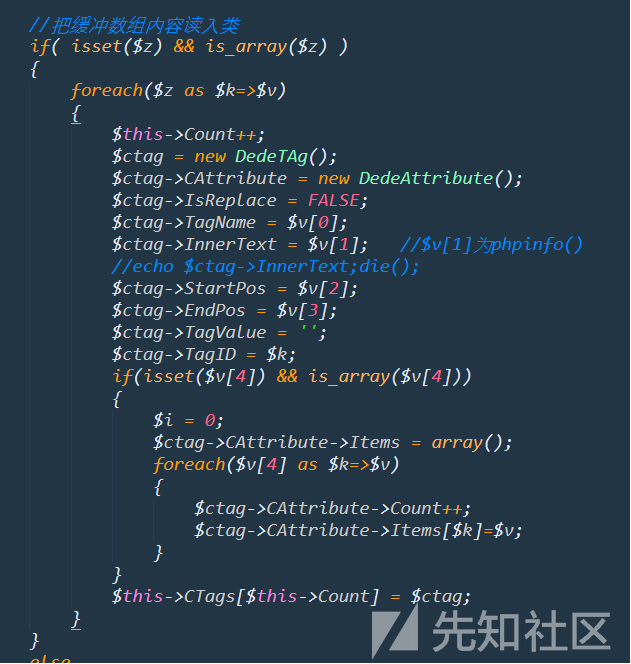 //把缓冲数组内容读入类
if( isset($z) && is_array($z) )
{
    foreach($z as $k=>$v)
    {
        $this->Count++;
        $ctag = new DedeTAg();
        $ctag->CAttribute = new DedeAttribute();
        $ctag->IsReplace = FALSE;
        $ctag->TagName = $v[0];
        $ctag->InnerText = $v[1];   //$v[1]为phpinfo()
        //echo $ctag->InnerText;die();
        $ctag->StartPos = $v[2];
        $ctag->EndPos = $v[3];
        $ctag->TagValue = '';
        $ctag->TagID = $k;
        if(isset($v[4]) && is_array($v[4]))
        {
            $i = 0;
            $ctag->CAttribute->Items = array();
            foreach($v[4] as $k=>$v)
            {
                $ctag->CAttribute->Count++;
                $ctag->CAttribute->Items[$k]=$v;
            }
        }
        $this->CTags[$this->Count] = $ctag;
    }
}
else
先知社区